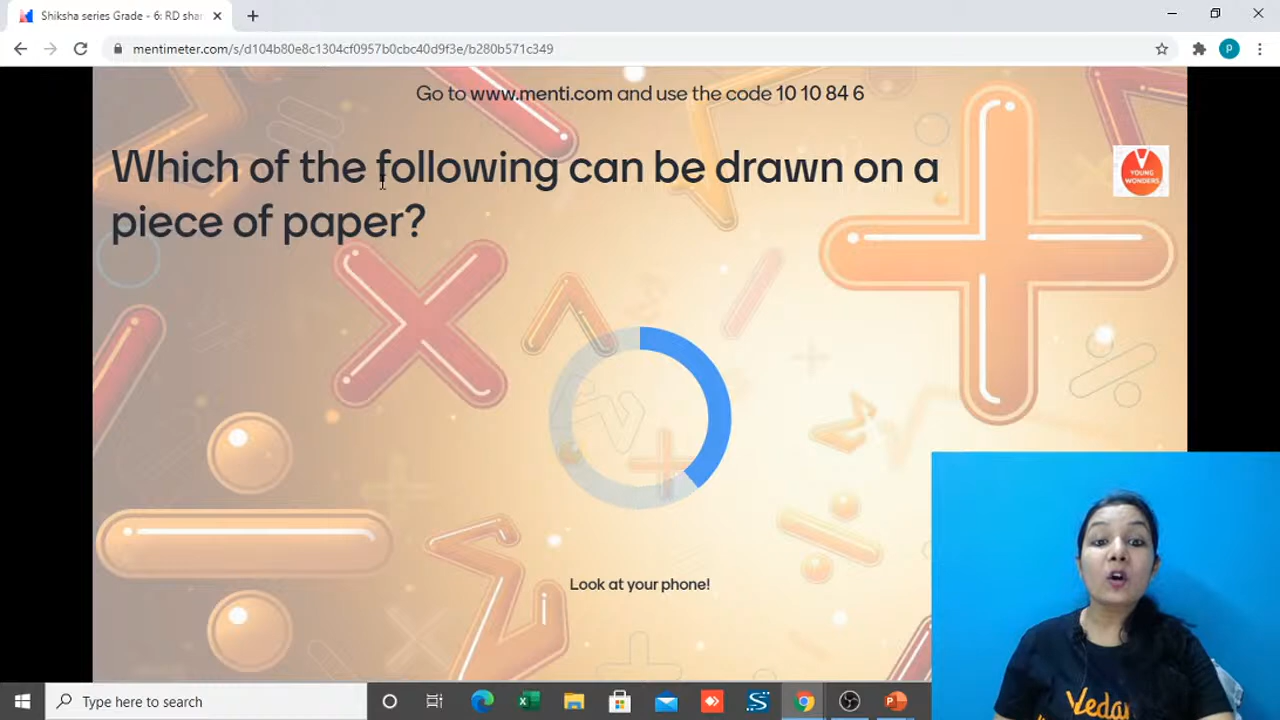 Shiksha series Grade - 6: RD shar
mentimeter.com/s/d104b80e8c1304cf0957b0cbc40d9f3e/b280b571c349
P
Go to www.menti.com and use the code 10 10 84 6
Which of the following can be drawn on a
piece of paper?
YOUNG
WONDERS
Look at your phone!
Vedan
Type here to search